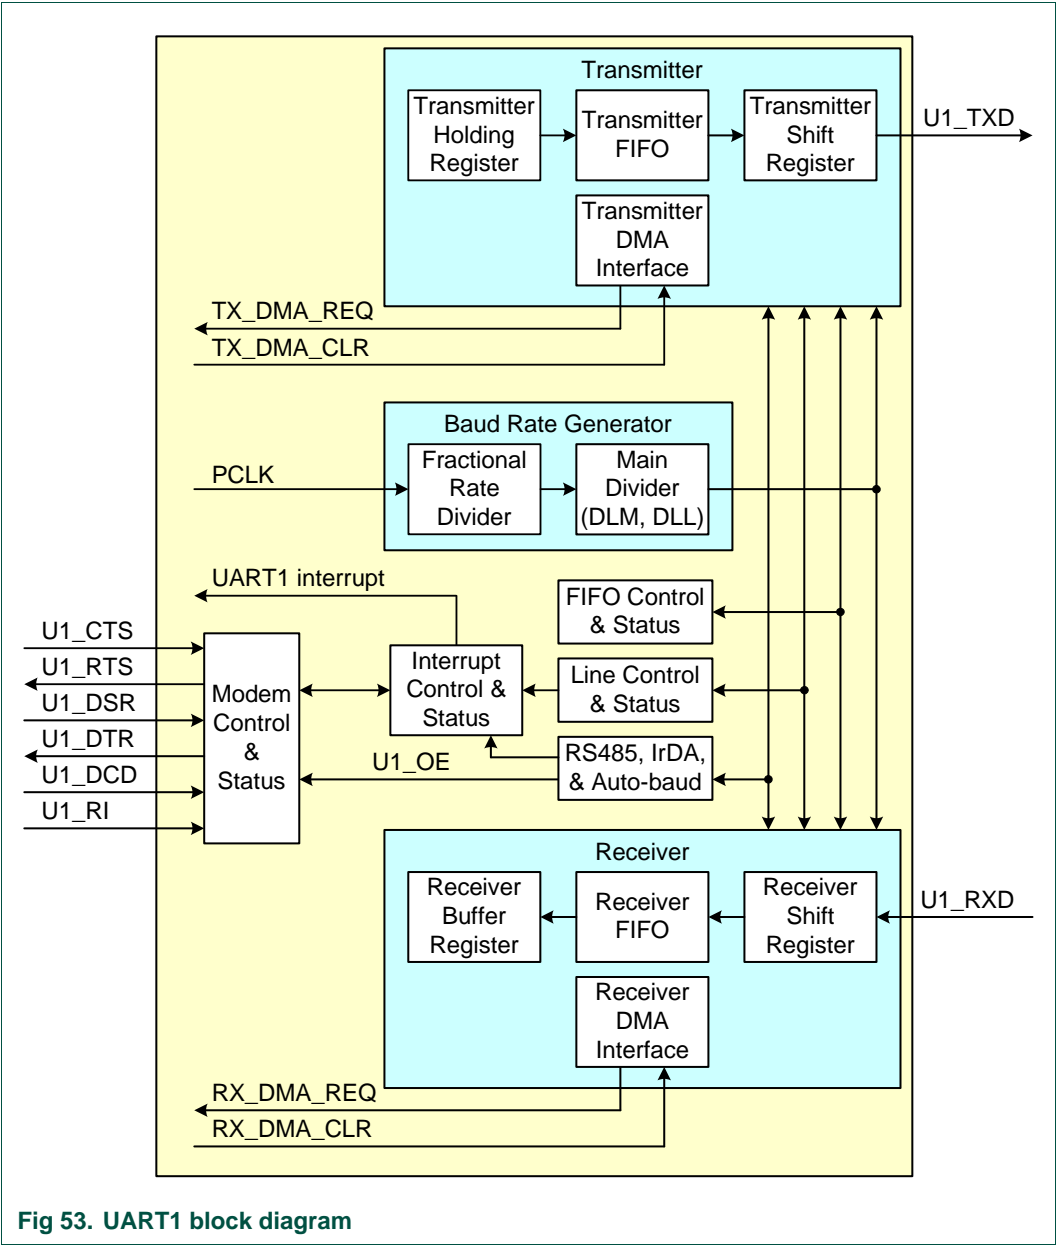 Transmitter
Transmitter
Holding
Register
Transmitter
FIFO
Transmitter
Shift
Register
U1_TXD
Transmitter
DMA
Interface
TX_DMA_REQ
TX_DMA_CLR
Baud Rate Generator
PCLK
Fractional
Rate
Divider
Main
Divider
(DLM, DLL)
UART1 interrupt
FIFO Control
& Status
U1_CTS
U1_RTS
U1_DSR
U1_DTR
U1_DCD
U1_RI
Modem
Control
&
Status
Interrupt
Control &
Status
Line Control
& Status
U1_OE
RS485, IrDA,
& Auto-baud
Receiver
Receiver
Buffer
Register
Receiver
FIFO
Receiver
Shift
Register
U1_RXD
Receiver
DMA
Interface
RX_DMA_REQ
RX_DMA_CLR
Fig 53. UART1 block diagram